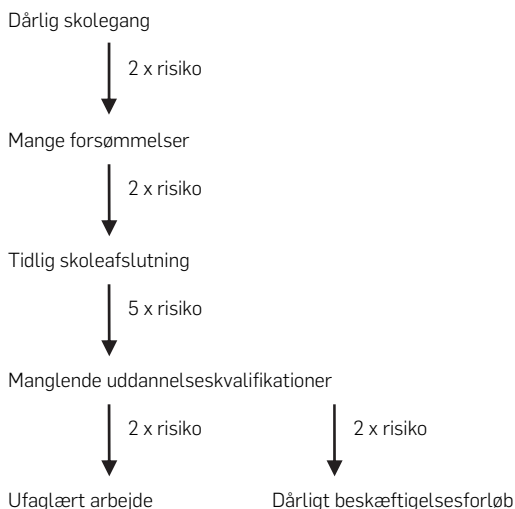 Dårlig skolegang
2 x risiko
Mange forsømmelser
2 x risiko
Tidlig skoleafslutning
5 x risiko
Manglende uddannelseskvalifikationer
2 x risiko
2 x risiko
Ufaglært arbejde
Dårligt beskæftigelsesforløb